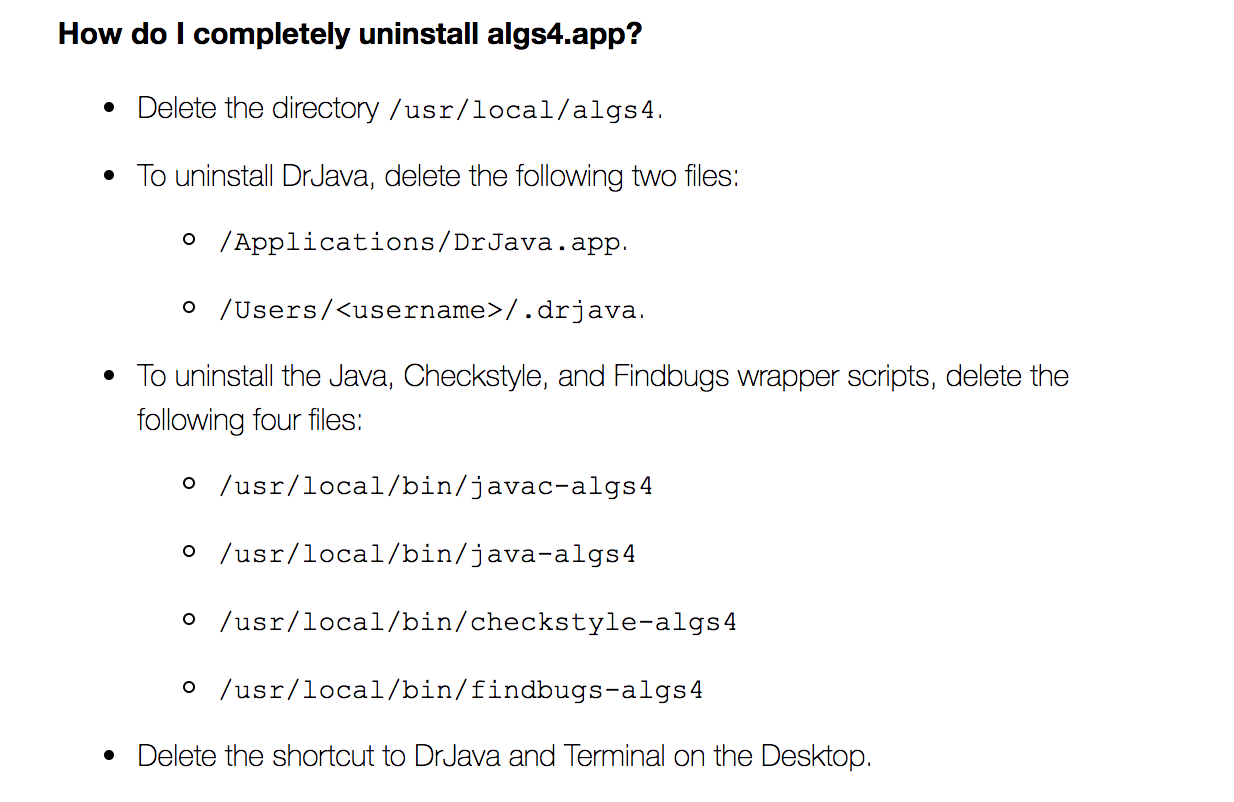 How do I completely uninstall algs4.app?
• Delete the directory /usr/local/algs4.
• To uninstall DrJava, delete the following two files:
◦ /Applications/DrJava.app.
◦ /Users/<username>/.drjava.
• To uninstall the Java, Checkstyle, and Findbugs wrapper scripts, delete the
following four files:
◦ /usr/local/bin/javac-algs4
◦ /usr/local/bin/java-algs4
◦ /usr/local/bin/checkstyle-algs4
◦ /usr/local/bin/findbugs-algs4
• Delete the shortcut to DrJava and Terminal on the Desktop.